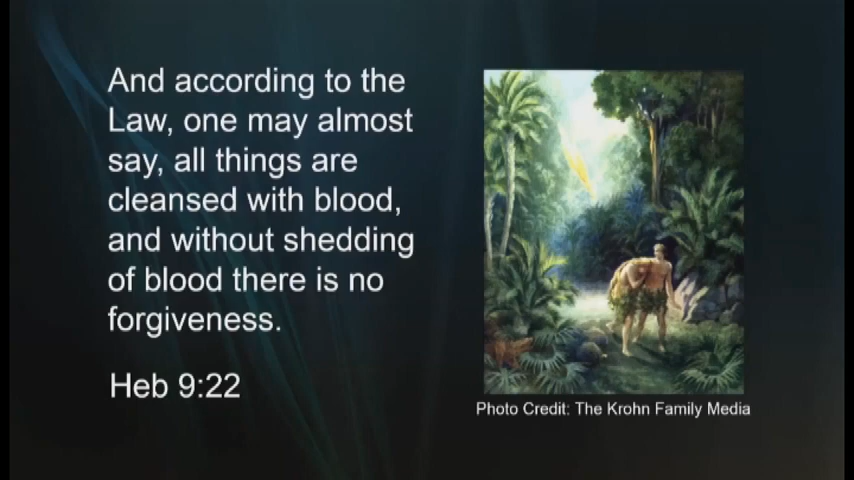 And according to the
Law, one may almost
say, all things are
cleansed with blood,
and without shedding
of blood there is no
forgiveness.
Heb 9:22
Photo Credit: The Krohn Family Media